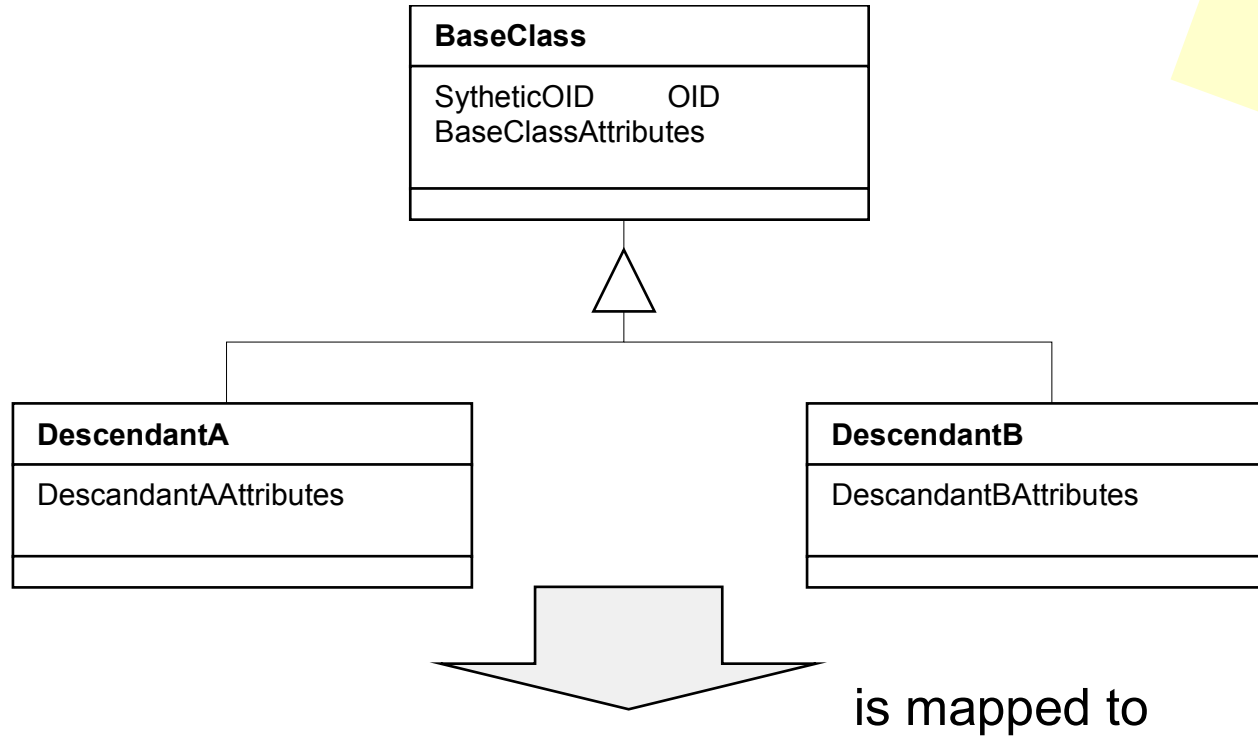 BaseClass
SytheticOID OID
BaseClassAttributes
DescendantA
DescandantAAttributes
DescendantB
DescandantBAttributes
is mapped to